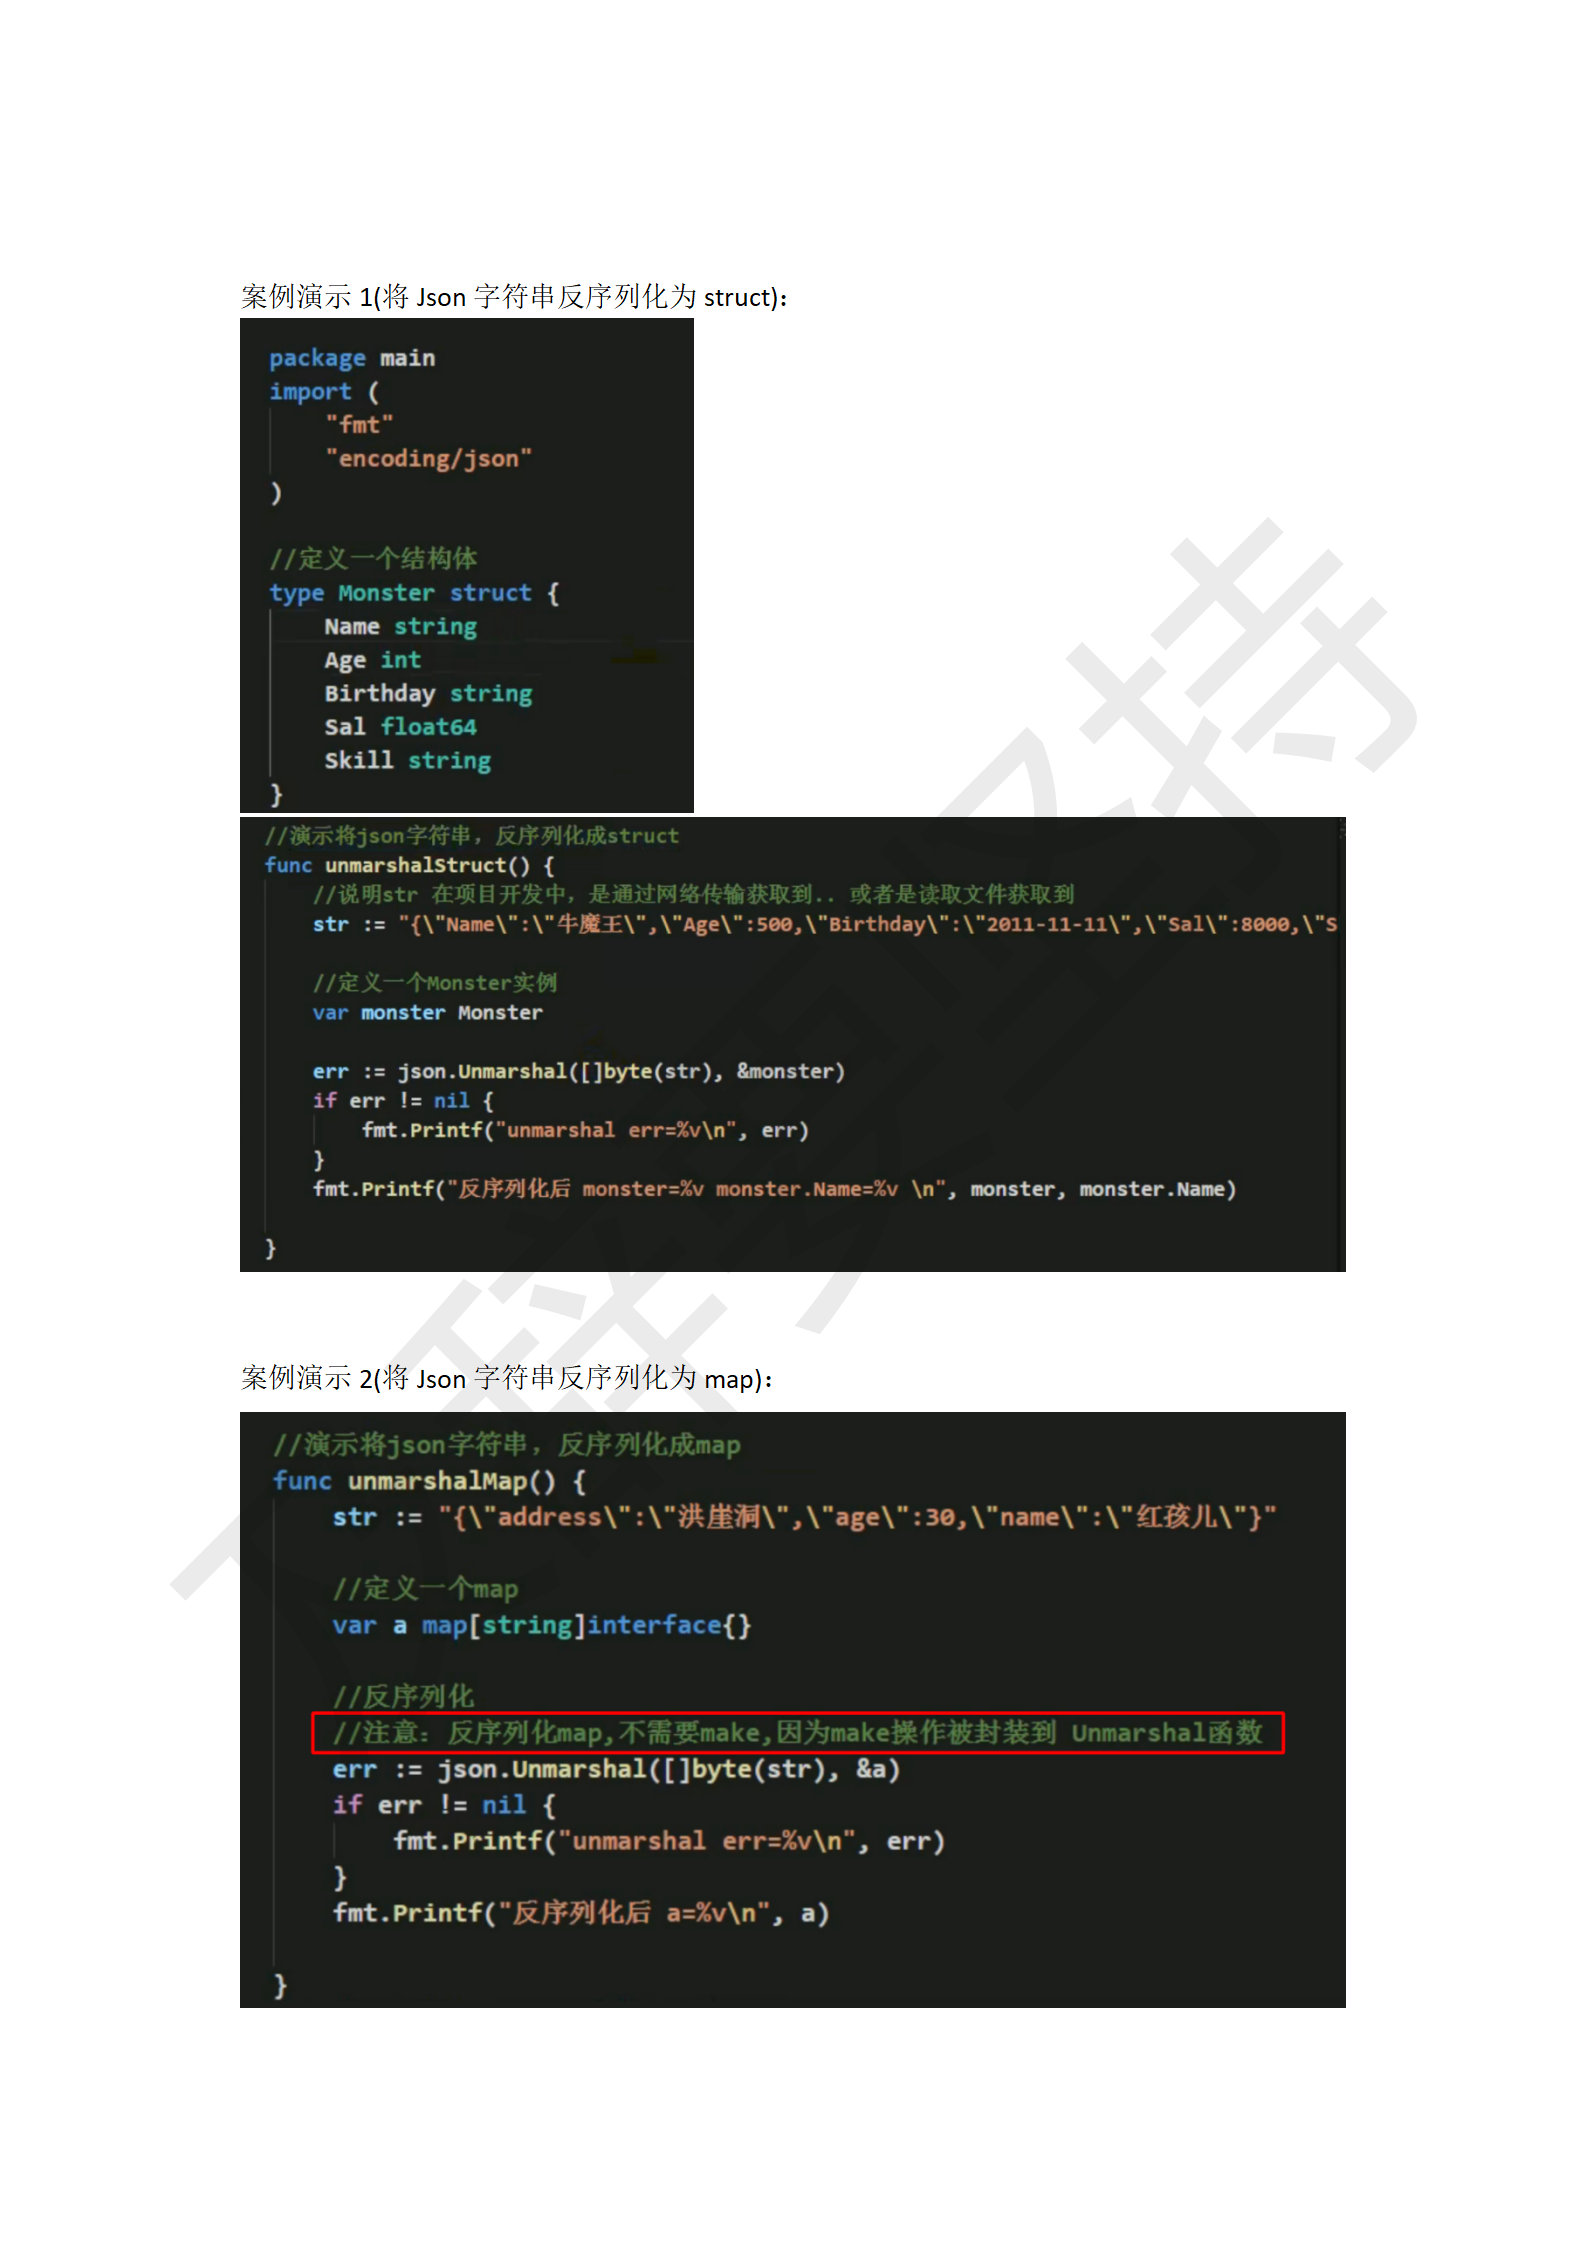 案例演示 1(将 Json 字符串反序列化为 struct)：
package main
import (
"fmt"
"encoding/json"
)
//定义一个结构体
type Monster struct {
Name string
Age int
Birthday string
Sal float64
Skill string
}
//演示将json字符串，反序列化成struct
func unmarshalStruct() {
//说明str 在项目开发中，是通过网络传输获取到.. 或者是读取文件获取到
str := "{\"Name\":\"牛魔王\",\"Age\":500,\"Birthday\":\"2011-11-11\",\"Sal\":8000,\"S
//定义一个Monster实例
var monster Monster
err := json.Unmarshal([]byte(str), &monster)
if err != nil {
fmt.Printf("unmarshal err=%v\n", err)
}
fmt.Printf("反序列化后 monster=%v monster.Name=%v \n", monster, monster.Name)
}
案例演示 2(将 Json 字符串反序列化为 map)：
//演示将json字符串，反序列化成map
func unmarshalMap() {
str := "{\"address\":\"洪崖洞\",\"age\":30,\"name\":\"红孩儿\"}"
//定义一个map
var a map[string]interface{}
//反序列化
//注意：反序列化map,不需要make,因为make操作被封装到 Unmarshal函数
err := json.Unmarshal([]byte(str), &a)
if err != nil {
fmt.Printf("unmarshal err=%v\n", err)
}
fmt.Printf("反序列化后 a=%v\n", a)
}